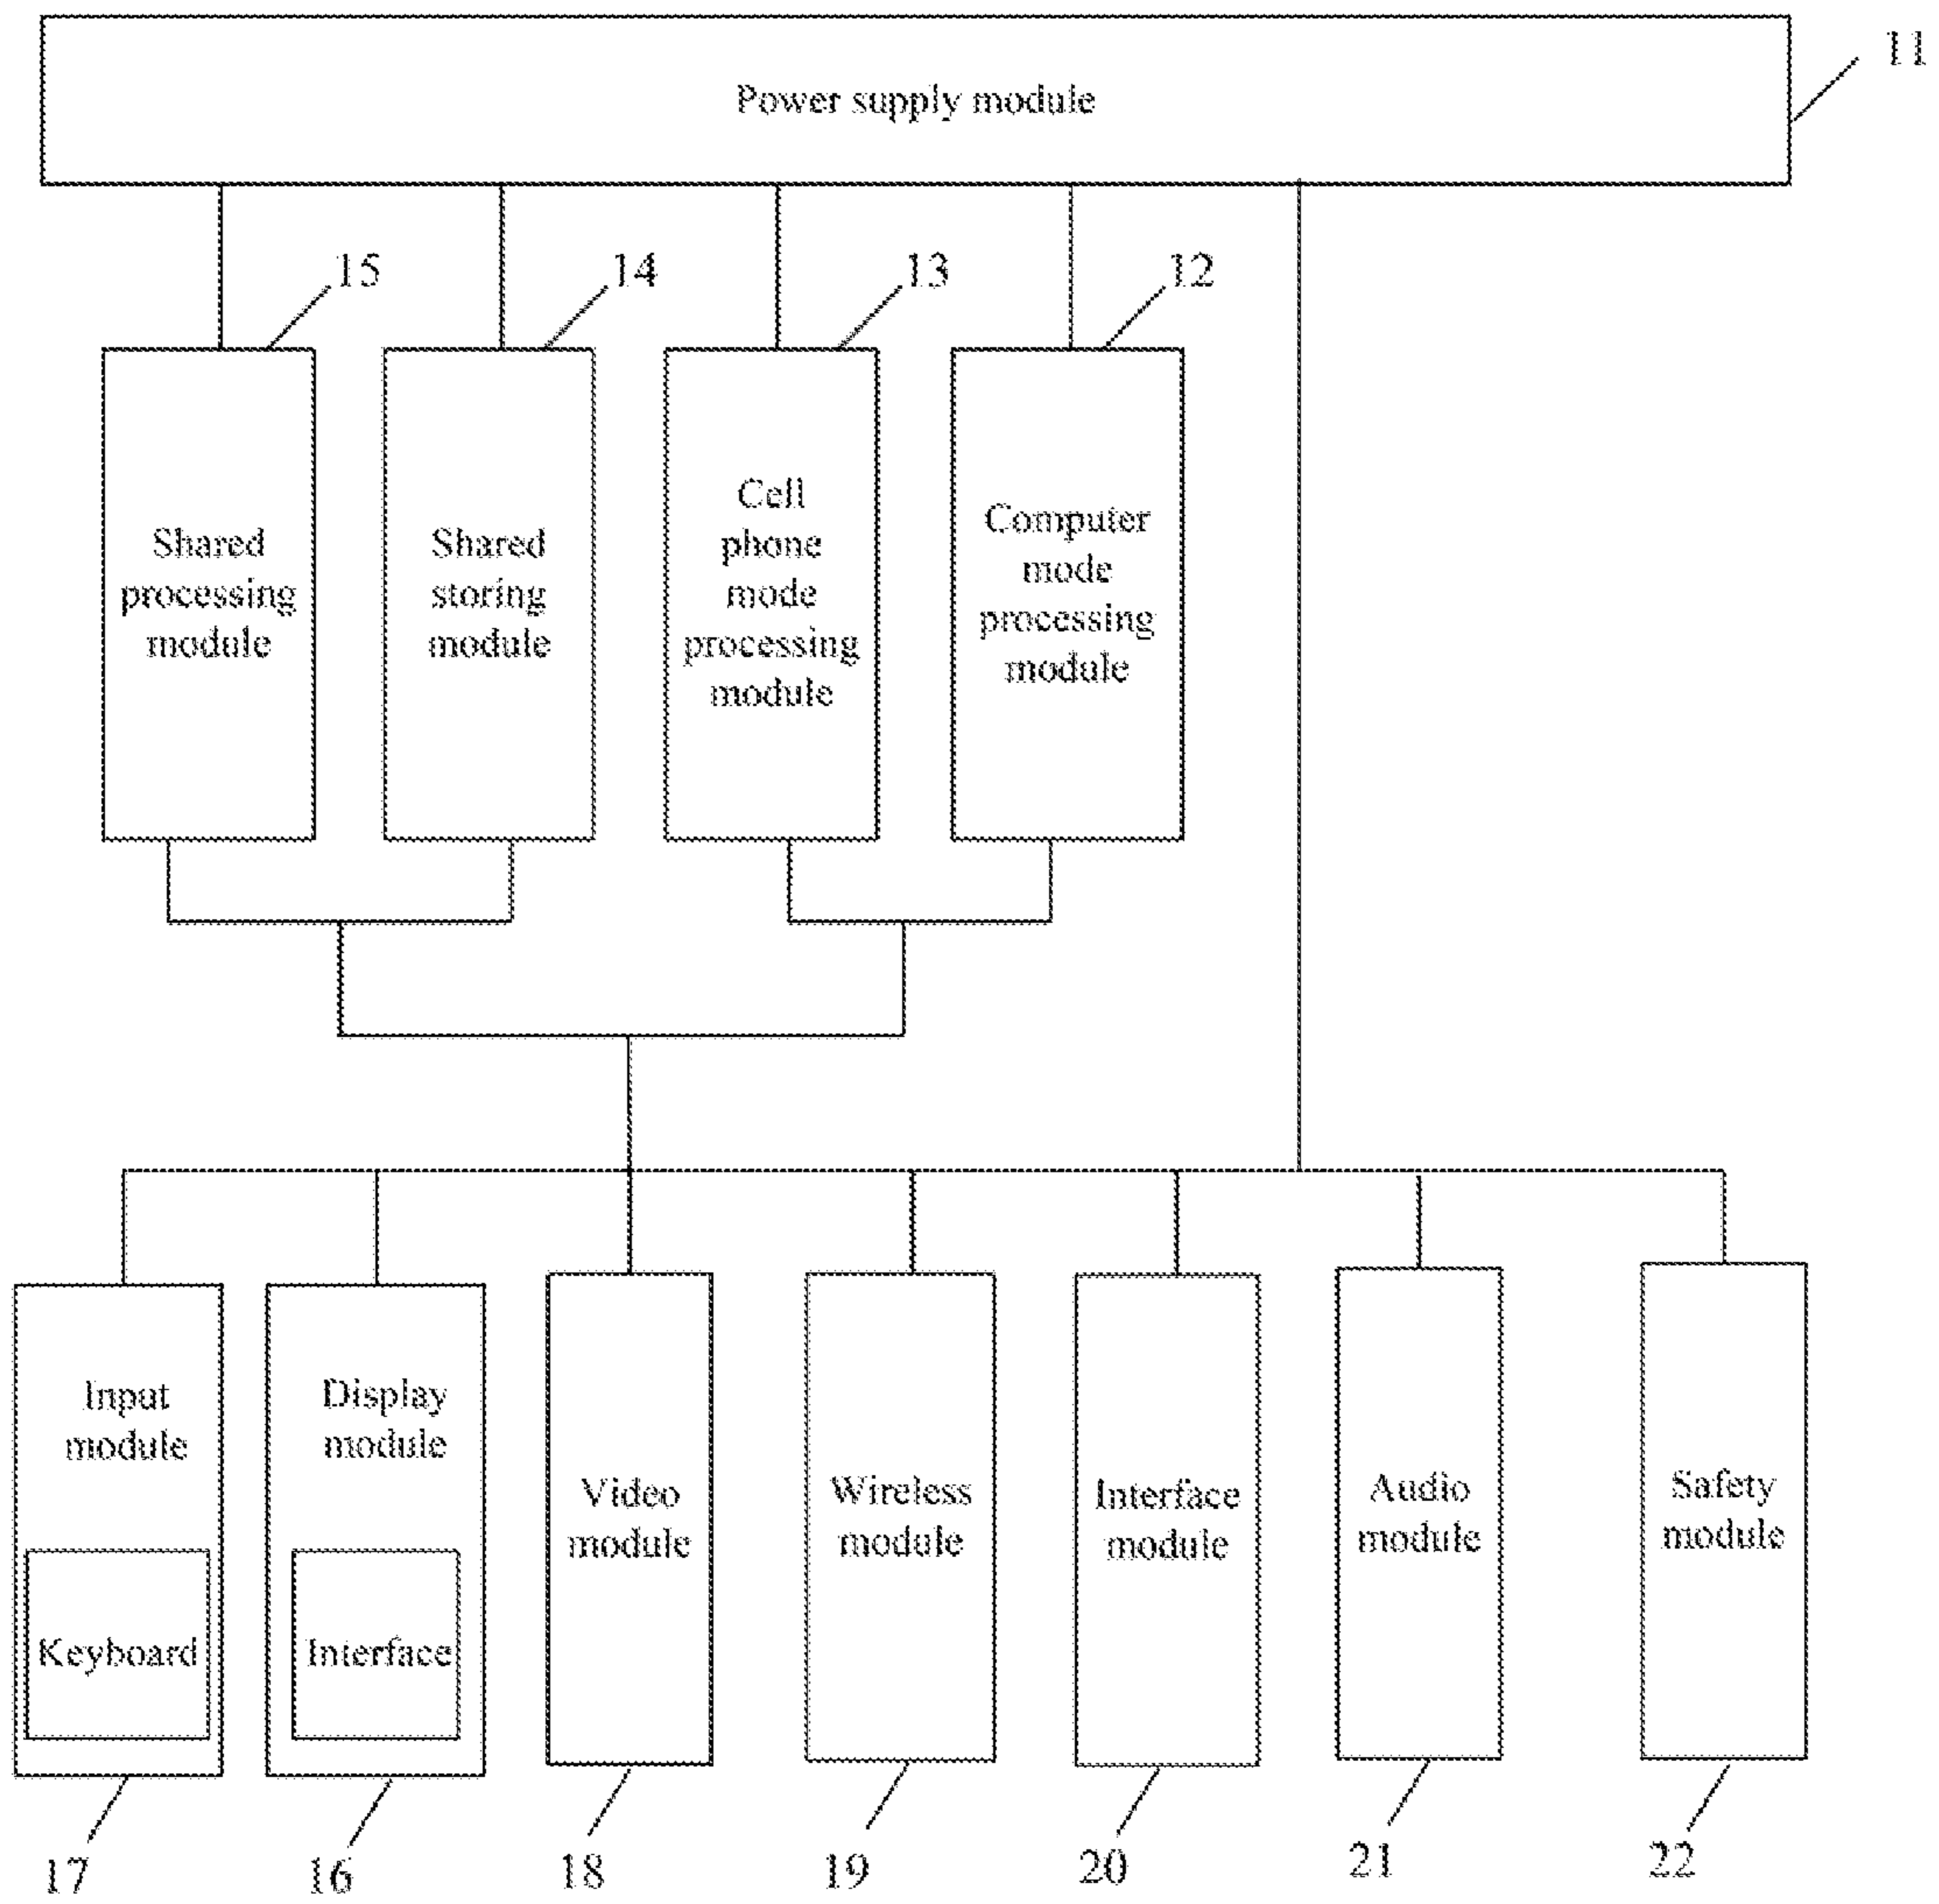 11
Power supply module
15
14
13
12
Shared
processing
module
Shared
storing
module
Cell
phone
mode
processing
module
Computer
mode
processing
module
Input
module
Keyboard
Display
module
Interface
Video
module
Wireless
module
Interface
module
Audio
module
Safety
module
17
16
18
19
20
21
22